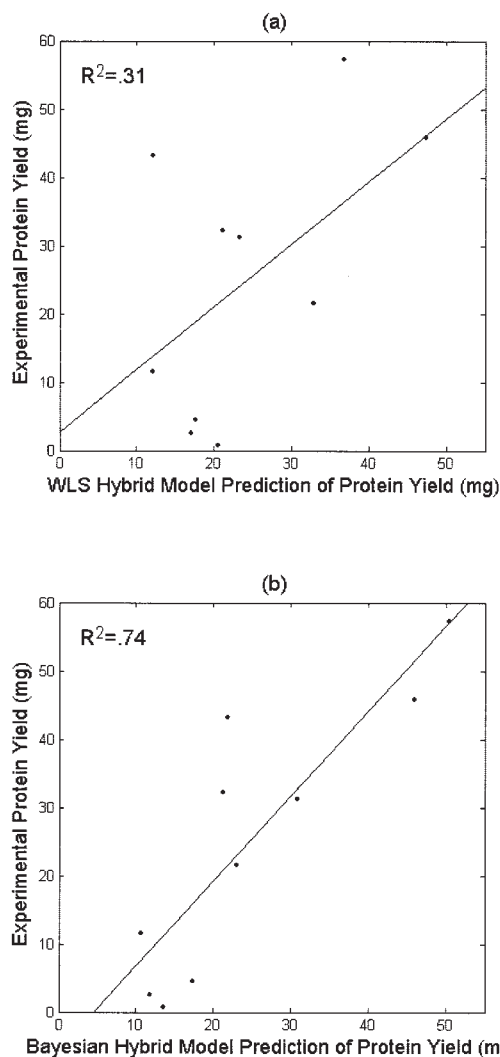 (a)
R²=.31
Experimental Protein Yield (mg)
60
50
40
30
20
10
0
0 10 20 30 40 50
WLS Hybrid Model Prediction of Protein Yield (mg)
(b)
R²=.74
Experimental Protein Yield (mg)
60
50
40
30
20
10
0
0 10 20 30 40 50
Bayesian Hybrid Model Prediction of Protein Yield (m